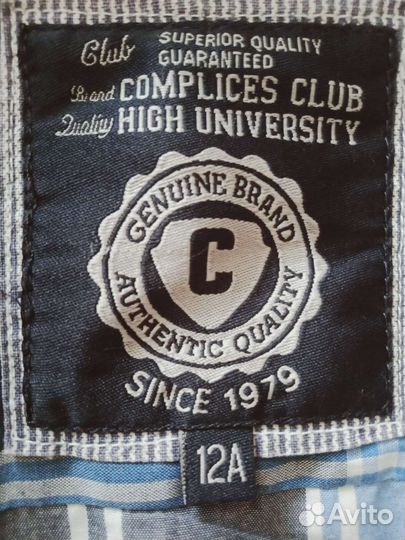 Club SUPERIOR QUALITY
GUARANTEED
Brand COMPLICES CLUB
Quality HIGH UNIVERSITY
GENUINE BRAND
C
AUTHENTIC QUALITY
SINCE 1979
12A
Avito